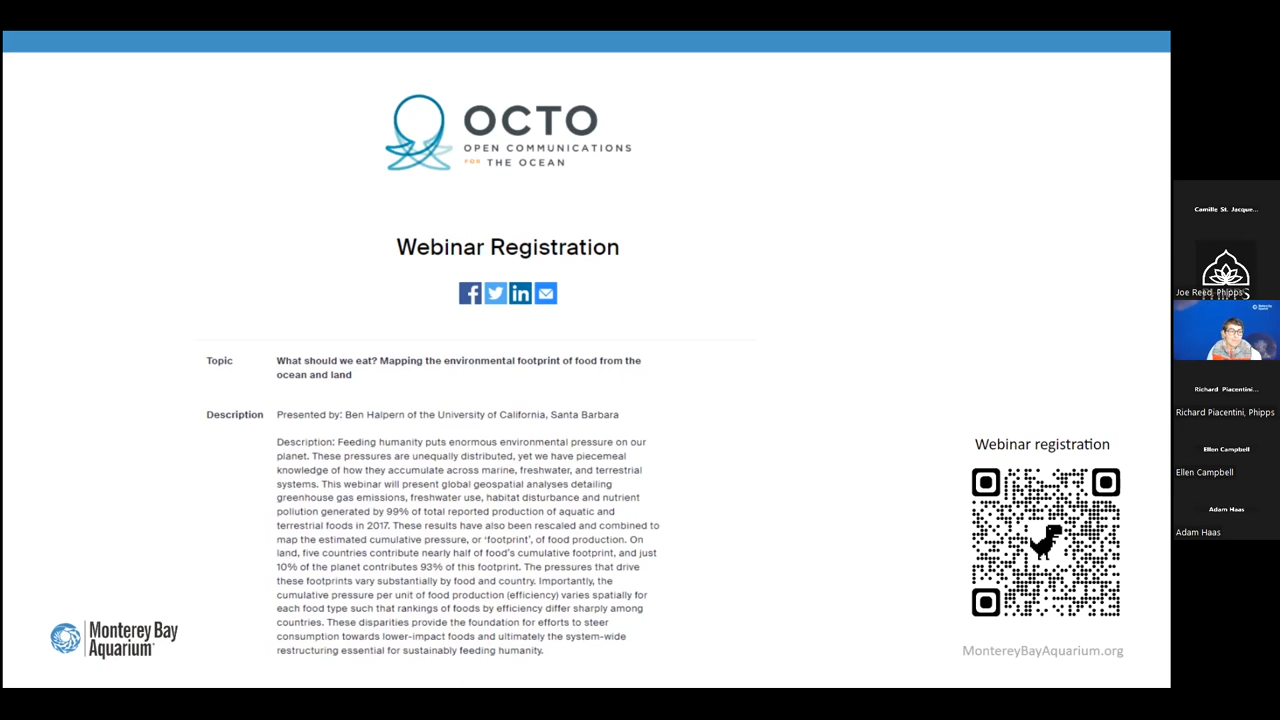 OCTO
OPEN COMMUNICATIONS
FOR THE OCEAN
Webinar Registration
Topic
What should we eat? Mapping the environmental footprint of food from the
ocean and land
Description
Presented by: Ben Halpern of the University of California, Santa Barbara
Description: Feeding humanity puts enormous environmental pressure on our
planet. These pressures are unequally distributed, yet we have piecemeal
knowledge of how they accumulate across marine, freshwater, and terrestrial
systems. This webinar will present global geospatial analyses detailing
greenhouse gas emissions, freshwater use, habitat disturbance and nutrient
pollution generated by 99% of total reported production of aquatic and
terrestrial foods in 2017. These results have also been rescaled and combined to
map the estimated cumulative pressure, or ‘footprint’, of food production. On
land, five countries contribute nearly half of food’s cumulative footprint, and just
10% of the planet contributes 93% of this footprint. The pressures that drive
these footprints vary substantially by food and country. Importantly, the
cumulative pressure per unit of food production (efficiency) varies spatially for
each food type such that rankings of foods by efficiency differ sharply among
countries. These disparities provide the foundation for efforts to steer
consumption towards lower-impact foods and ultimately the system-wide
restructuring essential for sustainably feeding humanity.
Webinar registration
MontereyBayAquarium.org
Monterey Bay
Aquarium
Camille St. Jacque...
Joe Reed, Phipps
Richard Piacentini...
Richard Piacentini, Phipps
Ellen Campbell
Ellen Campbell
Adam Haas
Adam Haas